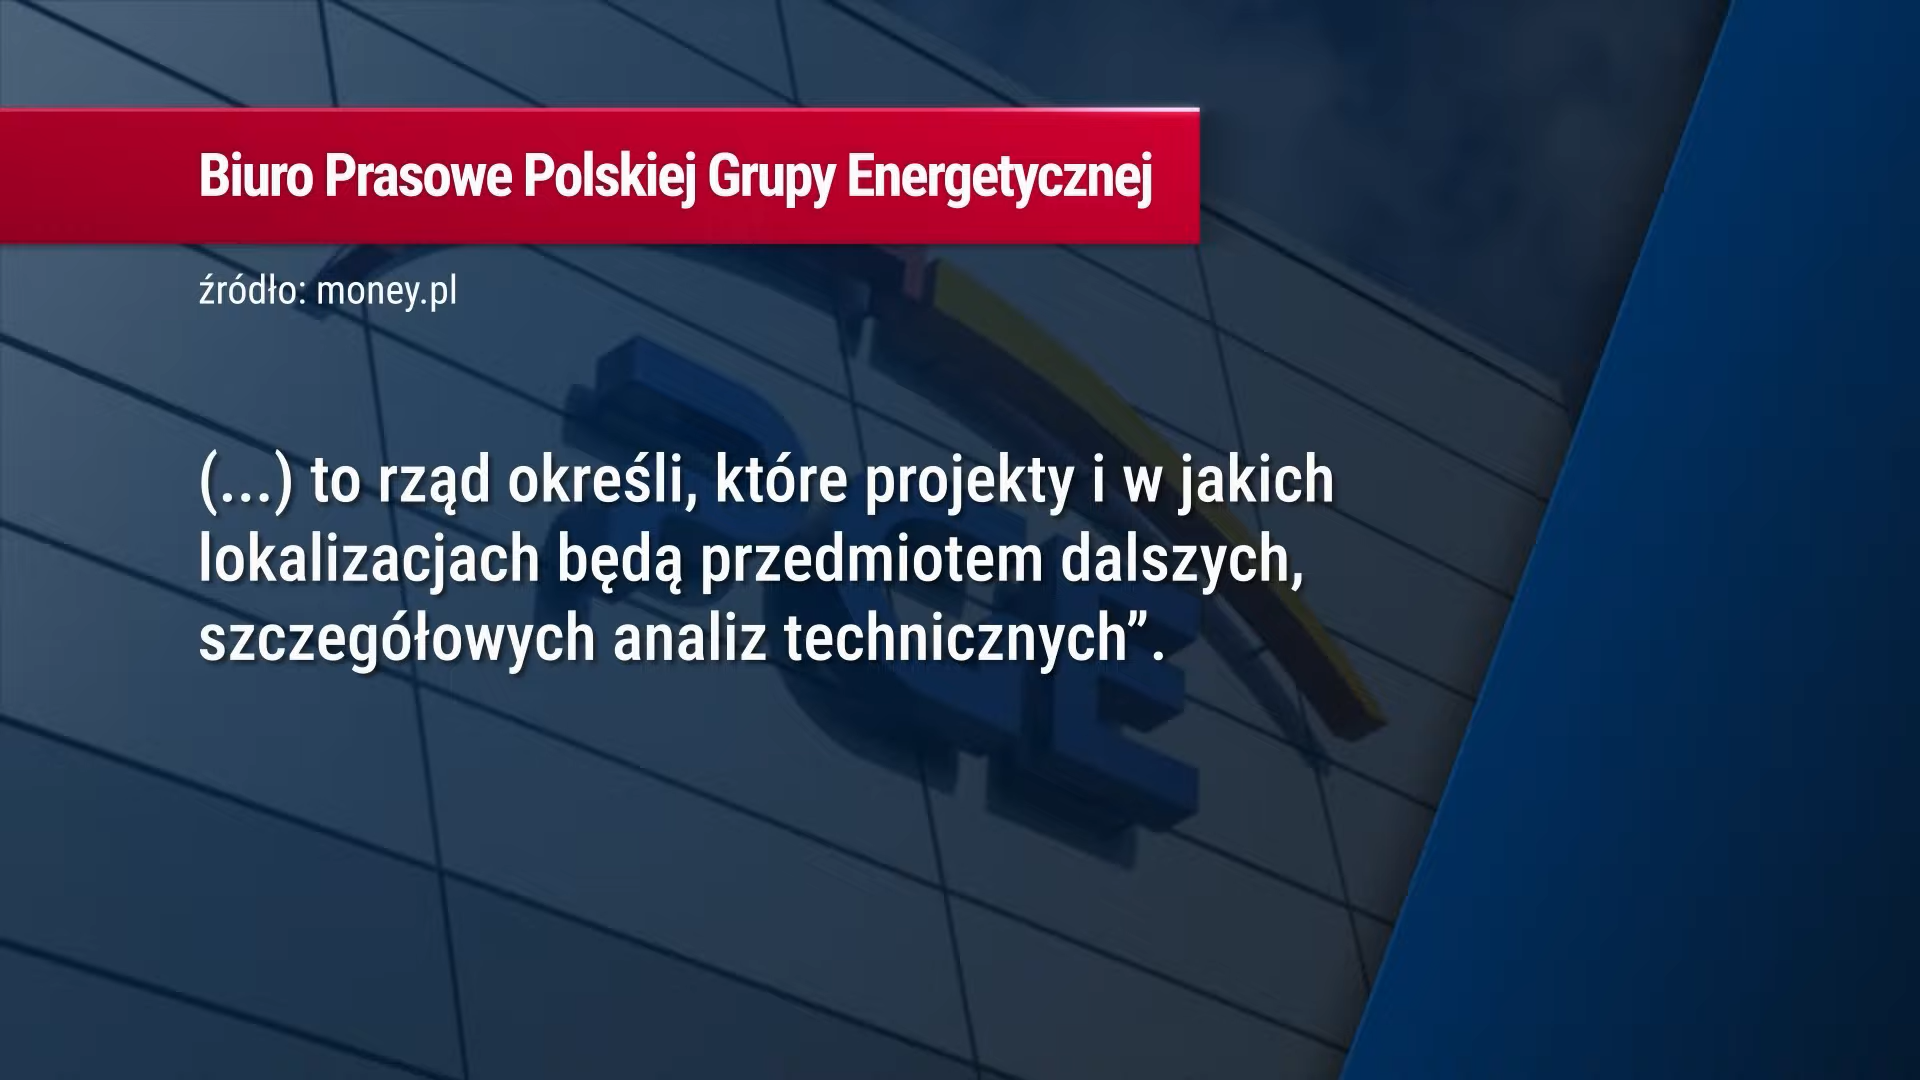 Biuro Prasowe Polskiej Grupy Energetycznej
źródło: money.pl
(...) to rząd określi, które projekty i w jakich
lokalizacjach będą przedmiotem dalszych,
szczegółowych analiz technicznych”.
PGE